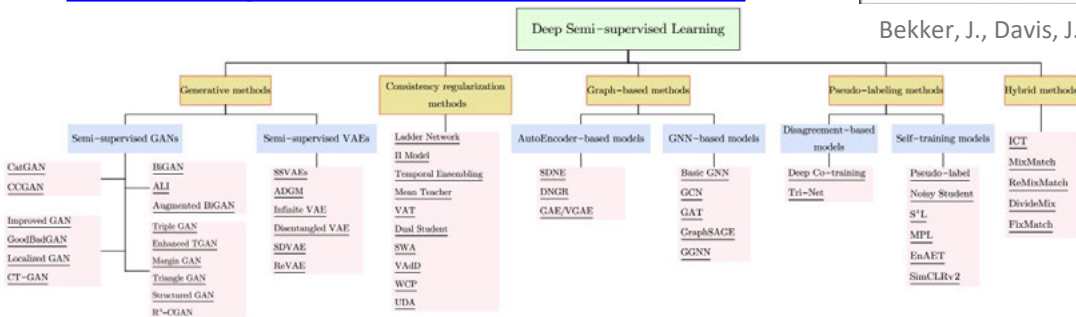 Bekker, J., Davis, J.
Deep Semi-supervised Learning
Generative methods
Consistency regularization
methods
Graph-based methods
Pseudo-labeling methods
Hybrid methods
Semi-supervised GANs
Semi-supervised VAEs
AutoEncoder-based models
GNN-based models
Disagreement-based
models
Self-training models
CatGAN
CCGAN
Improved GAN
GoodBadGAN
Localized GAN
CT-GAN
BiGAN
ALI
Augmented BiGAN
Triple GAN
Enhanced TGAN
Margin GAN
Triangle GAN
Structured GAN
R³-CGAN
SSVAEs
ADGM
Infinite VAE
Disentangled VAE
SDVAE
ReVAE
Ladder Network
Π Model
Temporal Ensembling
Mean Teacher
VAT
Dual Student
SWA
VAdD
WCP
UDA
SDNE
DNGR
GAE/VGAE
Basic GNN
GCN
GAT
GraphSAGE
GGNN
Deep Co-training
Tri-Net
Pseudo-label
Noisy Student
S⁴L
MPL
EnAET
SimCLRv2
ICT
MixMatch
ReMixMatch
DivideMix
FixMatch